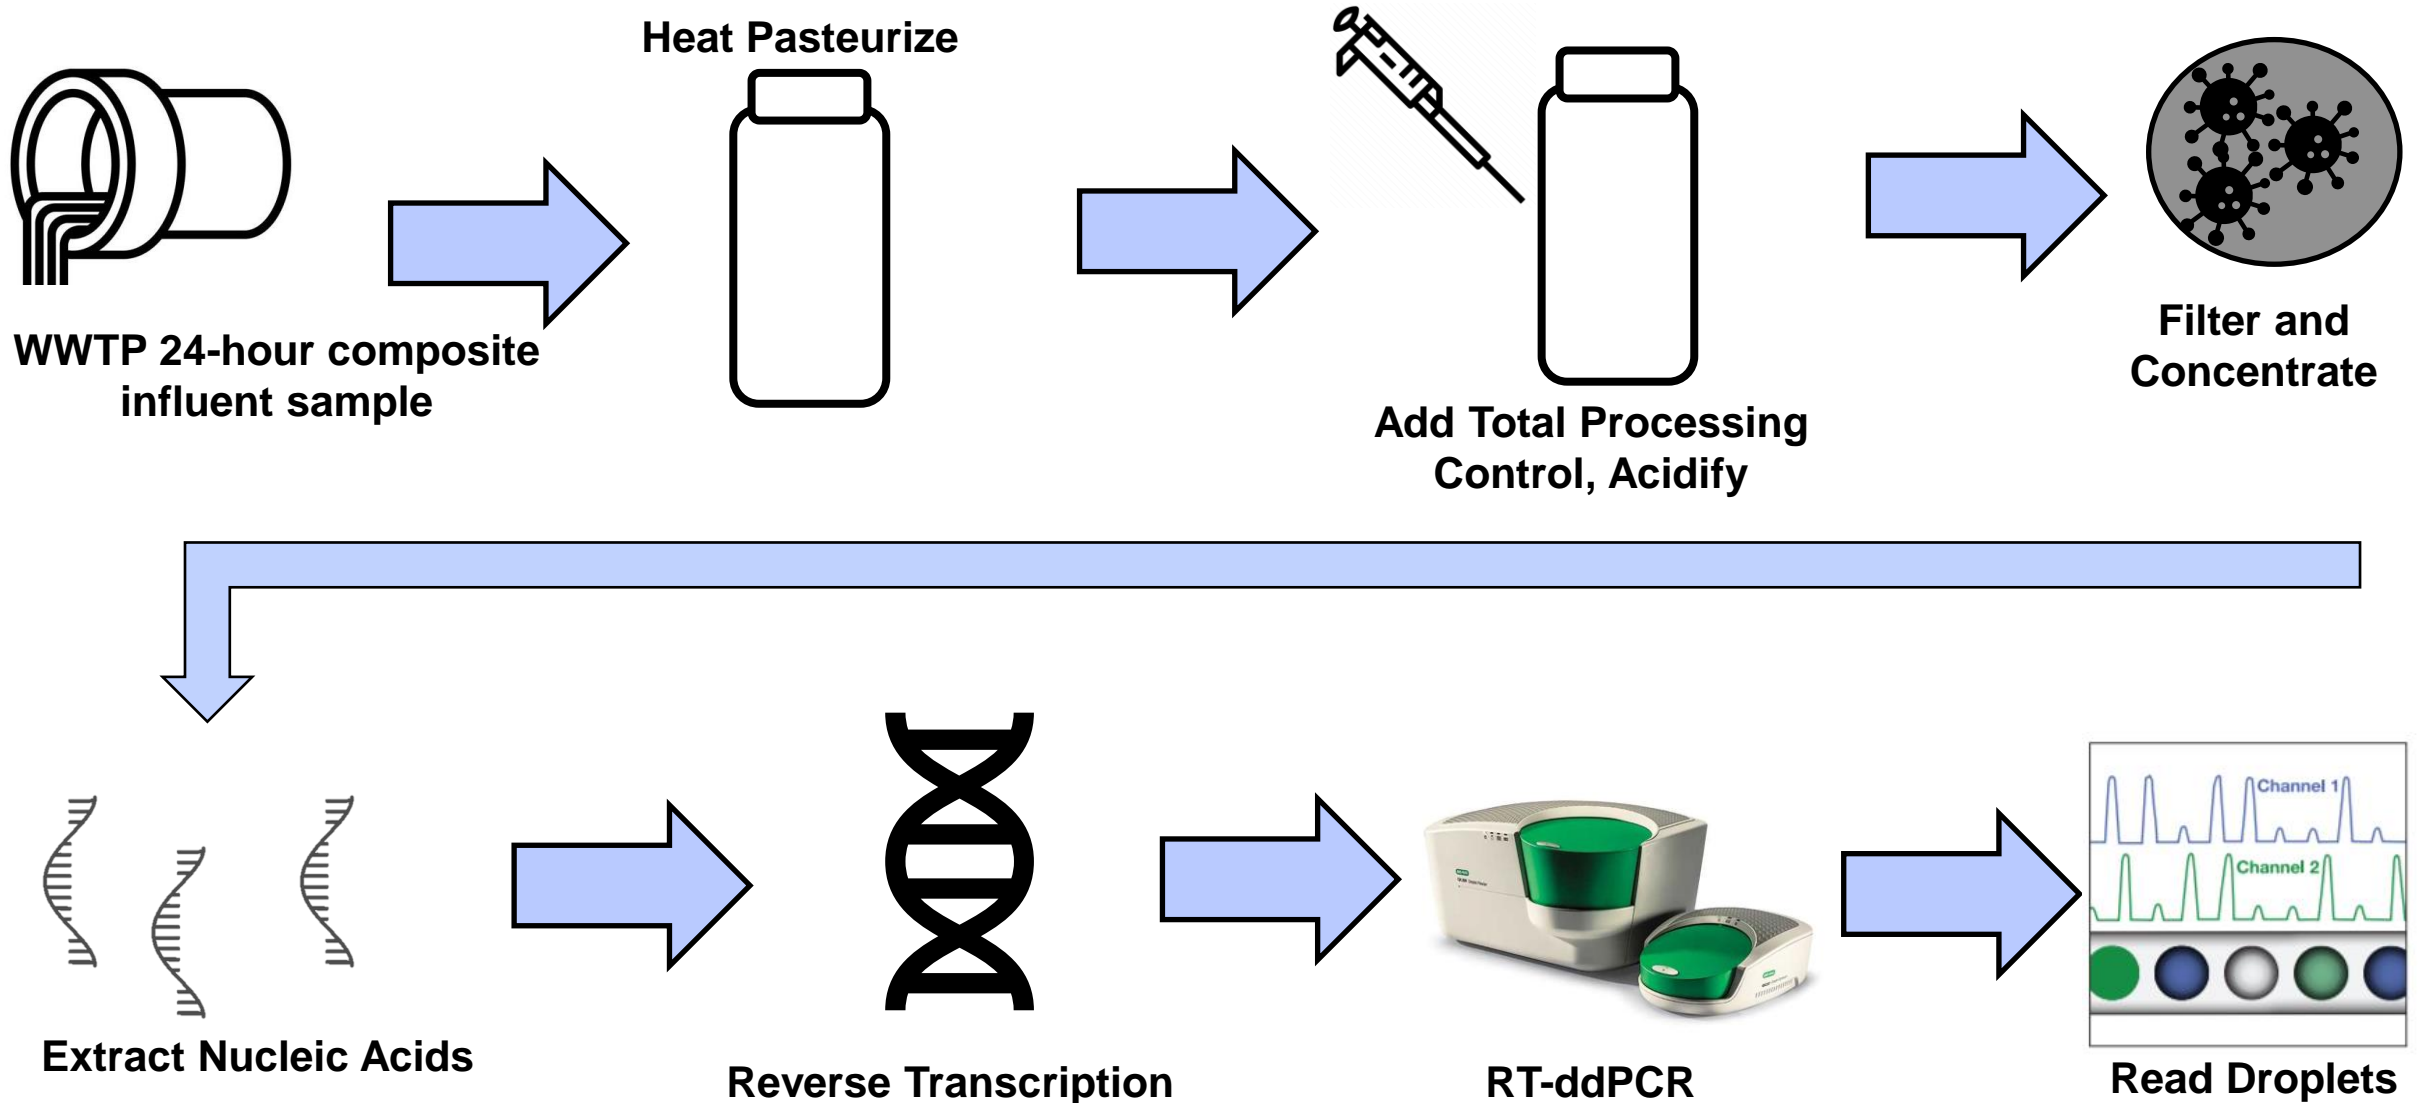 Heat Pasteurize
WWTP 24-hour composite
influent sample
Add Total Processing
Control, Acidify
Filter and
Concentrate
Extract Nucleic Acids
Reverse Transcription
RT-ddPCR
Channel 1
Channel 2
Read Droplets